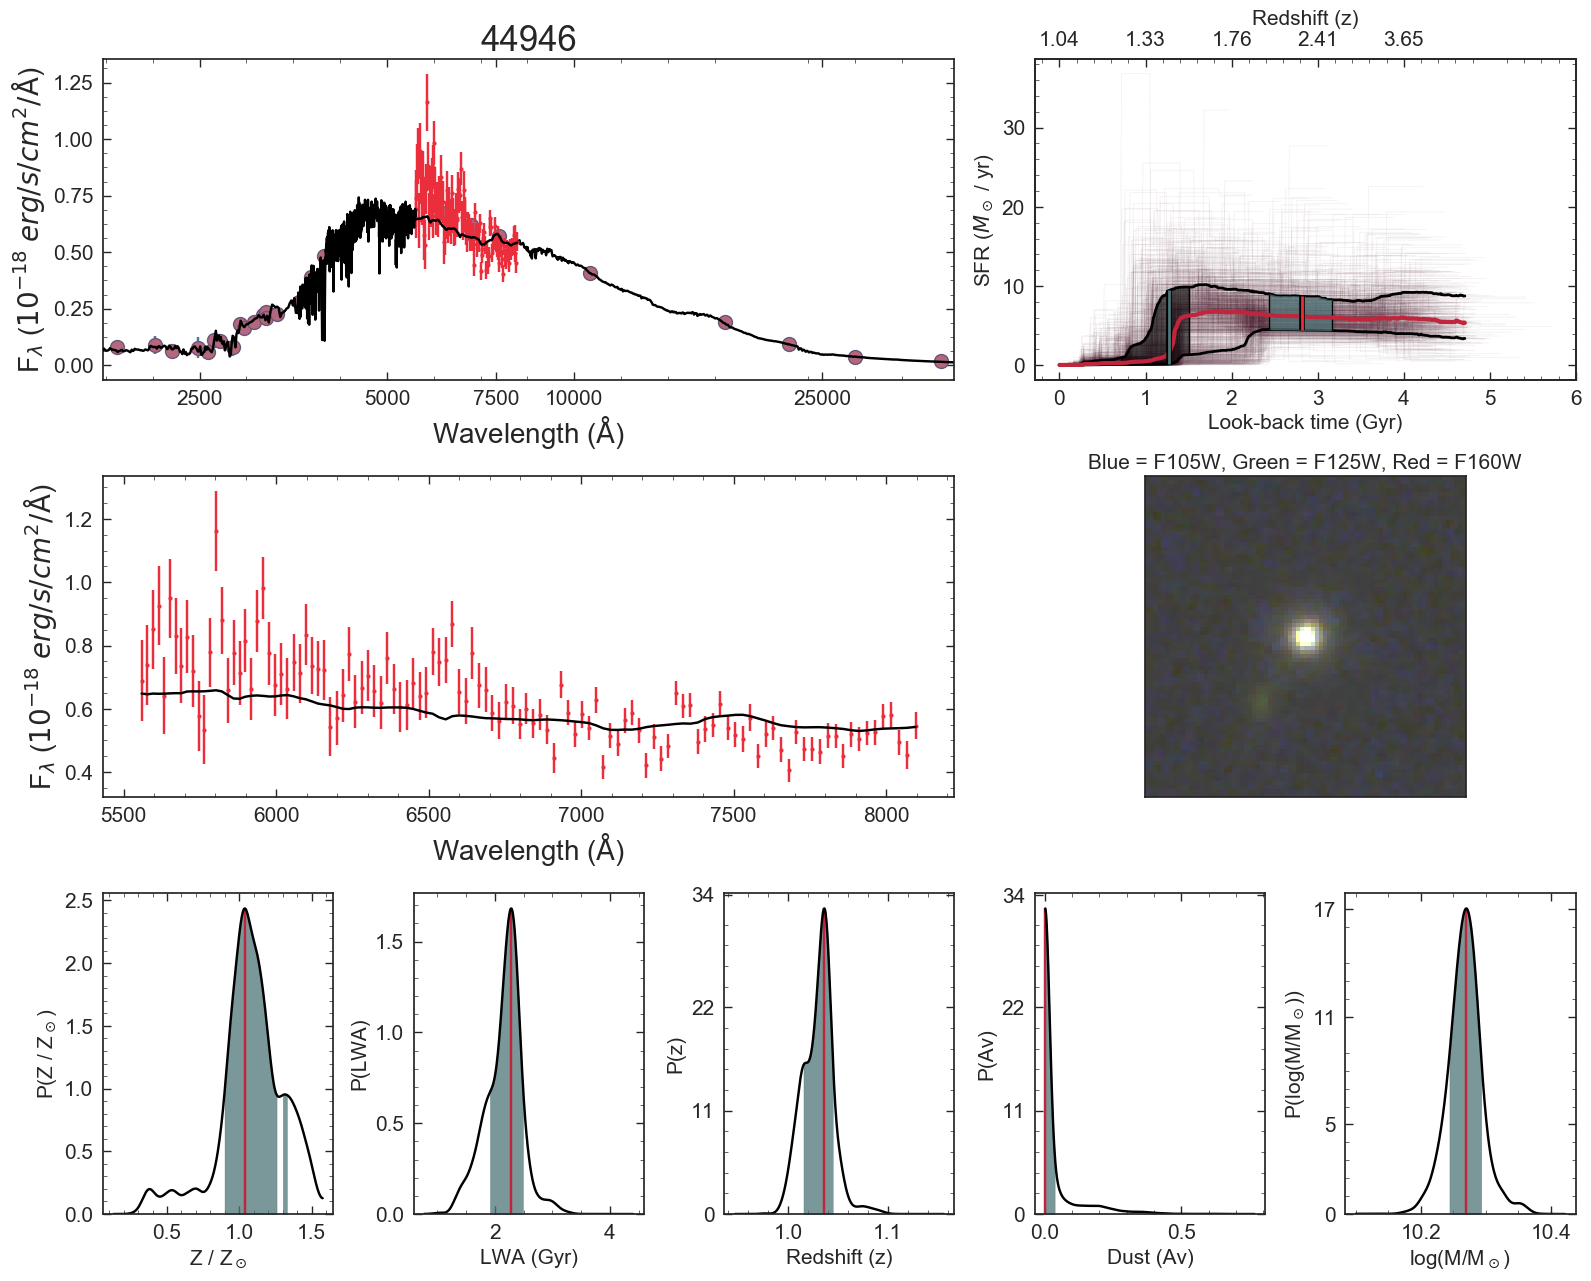 44946
F_λ (10^−18 erg/s/cm^2/Å)
1.25
1.00
0.75
0.50
0.25
0.00
2500 5000 7500 10000 25000
Wavelength (Å)
Redshift (z)
1.04 1.33 1.76 2.41 3.65
SFR (M_⊙ / yr)
30
20
10
0
0 1 2 3 4 5 6
Look-back time (Gyr)
F_λ (10^−18 erg/s/cm^2/Å)
1.2
1.0
0.8
0.6
0.4
5500 6000 6500 7000 7500 8000
Wavelength (Å)
Blue = F105W, Green = F125W, Red = F160W
P(Z / Z_⊙)
2.5
2.0
1.5
1.0
0.5
0.0
0.5 1.0 1.5
Z / Z_⊙
P(LWA)
1.5
1.0
0.5
0.0
2 4
LWA (Gyr)
P(z)
34
22
11
0
1.0 1.1
Redshift (z)
P(Av)
34
22
11
0
0.0 0.5
Dust (Av)
P(log(M/M_⊙))
17
11
5
0
10.2 10.4
log(M/M_⊙)